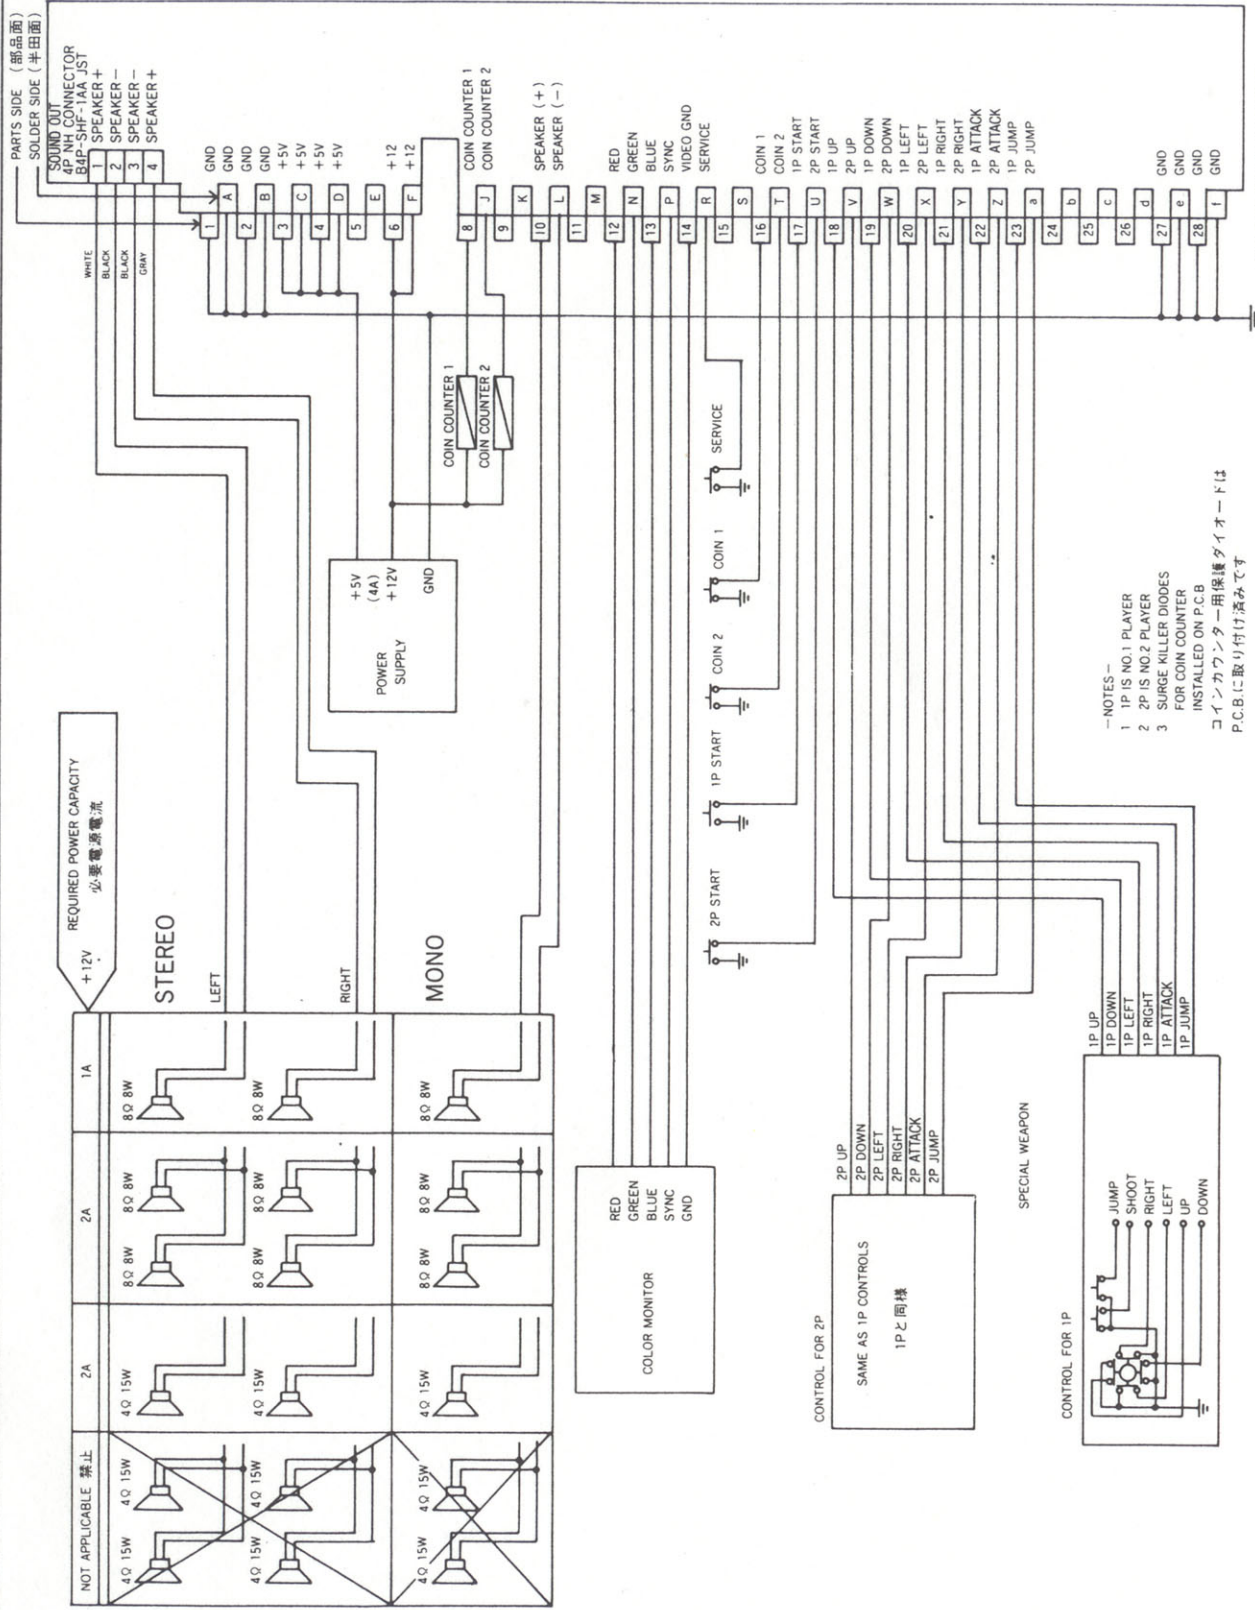 PARTS SIDE (部品面)
SOLDER SIDE (半田面)
SOUND OUT
4P NH CONNECTOR
B4P-SHF-1AA JST
1 SPEAKER+
2 SPEAKER-
3 SPEAKER-
4 SPEAKER+
WHITE
BLACK
BLACK
GRAY
1 GND
A GND
2 GND
B GND
3 +5V
C +5V
4 +5V
D +5V
5
E
6 +12
F +12
8 COIN COUNTER 1
J COIN COUNTER 2
9
K
10 SPEAKER (+)
L SPEAKER (-)
11
M
12 RED
N GREEN
13 BLUE
P SYNC
14 VIDEO GND
R SERVICE
15
S
16 COIN 1
T COIN 2
17 1P START
U 2P START
18 1P UP
V 2P UP
19 1P DOWN
W 2P DOWN
20 1P LEFT
X 2P LEFT
21 1P RIGHT
Y 2P RIGHT
22 1P ATTACK
Z 2P ATTACK
23 1P JUMP
a 2P JUMP
24
b
25
c
26
d
27 GND
e GND
28 GND
f GND
COIN COUNTER 1
COIN COUNTER 2
+5V
(4A)
+12V
GND
POWER
SUPPLY
SERVICE
COIN 1
COIN 2
1P START
2P START
REQUIRED POWER CAPACITY
必要電源電流
+12V
STEREO
LEFT
RIGHT
MONO
1A
8Ω 8W
8Ω 8W
8Ω 8W
2A
8Ω 8W
8Ω 8W
8Ω 8W
8Ω 8W
8Ω 8W
8Ω 8W
2A
4Ω 15W
4Ω 15W
4Ω 15W
NOT APPLICABLE 禁止
4Ω 15W
4Ω 15W
4Ω 15W
4Ω 15W
4Ω 15W
4Ω 15W
RED
GREEN
BLUE
SYNC
GND
COLOR MONITOR
2P UP
2P DOWN
2P LEFT
2P RIGHT
2P ATTACK
2P JUMP
CONTROL FOR 2P
SAME AS 1P CONTROLS
1Pと同様
1P UP
1P DOWN
1P LEFT
1P RIGHT
1P ATTACK
1P JUMP
SPECIAL WEAPON
CONTROL FOR 1P
JUMP
SHOOT
RIGHT
LEFT
UP
DOWN
-NOTES-
1 1P IS NO.1 PLAYER
2 2P IS NO.2 PLAYER
3 SURGE KILLER DIODES
FOR COIN COUNTER
INSTALLED ON P.C.B
コインカウンター用保護ダイオードは
P.C.B.に取り付け済みです